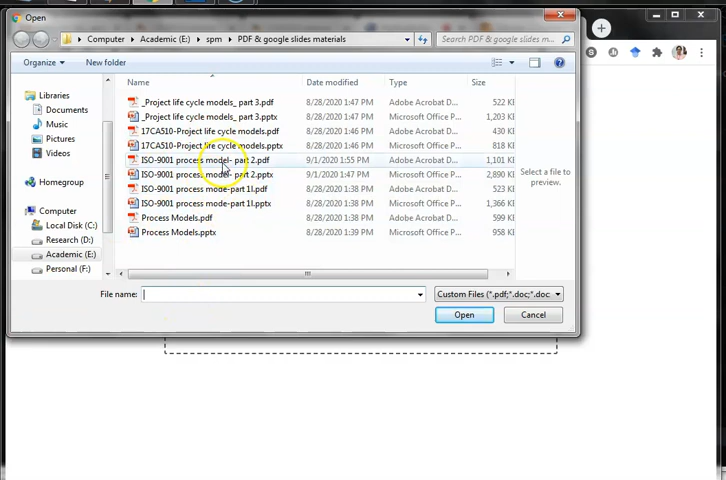 Open
Computer ▸ Academic (E:) ▸ spm ▸ PDF & google slides materials
Search PDF & google slides material...
Organize
New folder
Name Date modified Type Size
Libraries
Documents
Music
Pictures
Videos
Homegroup
Computer
Local Disk (C:)
Research (D:)
Academic (E:)
Personal (F:)
_Project life cycle models_ part 3.pdf 8/28/2020 1:47 PM Adobe Acrobat D... 522 KB
_Project life cycle models_ part 3.pptx 8/28/2020 1:47 PM Microsoft Office P... 1,203 KB
17CA510-Project life cycle models.pdf 8/28/2020 1:46 PM Adobe Acrobat D... 430 KB
17CA510-Project life cycle models.pptx 8/28/2020 1:46 PM Microsoft Office P... 818 KB
ISO-9001 process model- part 2.pdf 9/1/2020 1:55 PM Adobe Acrobat D... 1,101 KB
ISO-9001 process model- part 2.pptx 9/1/2020 1:47 PM Microsoft Office P... 2,890 KB
ISO-9001 process mode-part 1I.pdf 8/28/2020 1:38 PM Adobe Acrobat D... 523 KB
ISO-9001 process mode-part 1I.pptx 8/28/2020 1:38 PM Microsoft Office P... 1,366 KB
Process Models.pdf 8/28/2020 1:38 PM Adobe Acrobat D... 599 KB
Process Models.pptx 8/28/2020 1:39 PM Microsoft Office P... 958 KB
Select a file to
preview.
File name:
Custom Files (*.pdf;*.doc;*.doc
Open
Cancel